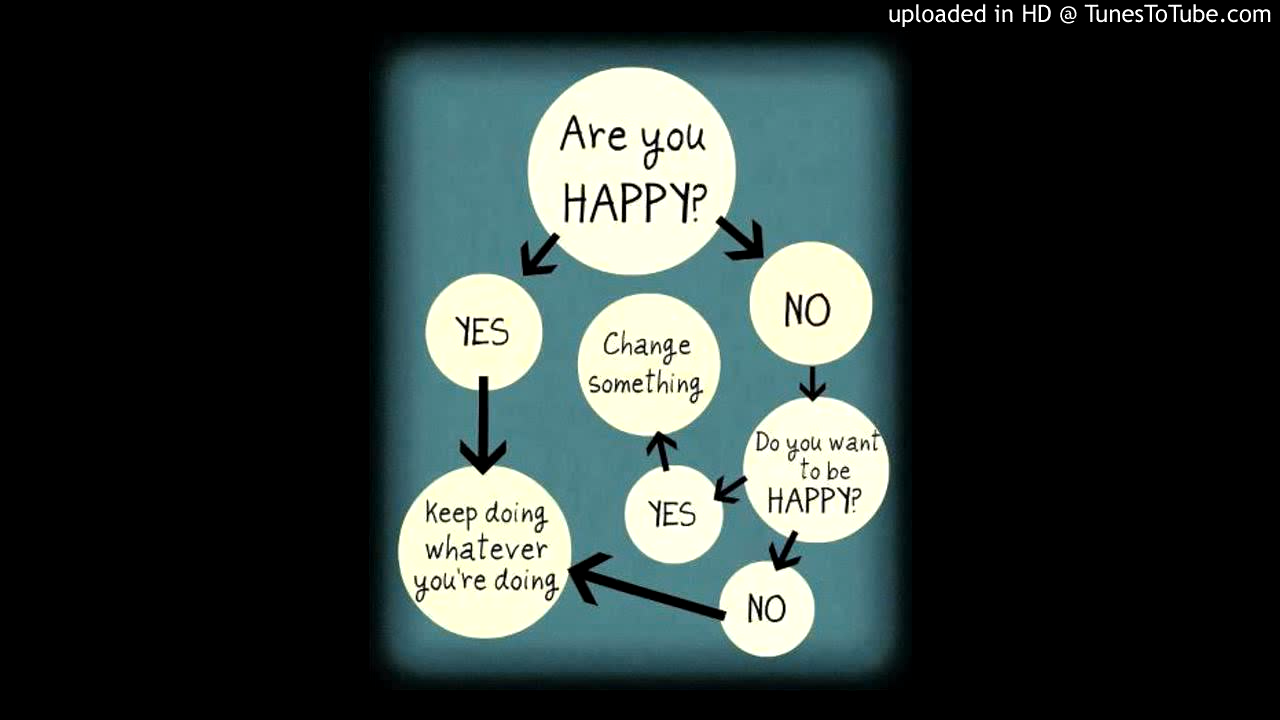 uploaded in HD @ TunesToTube.com
Are you
HAPPY?
YES
NO
Change
something
Do you want
to be
HAPPY?
YES
Keep doing
whatever
you're doing
NO